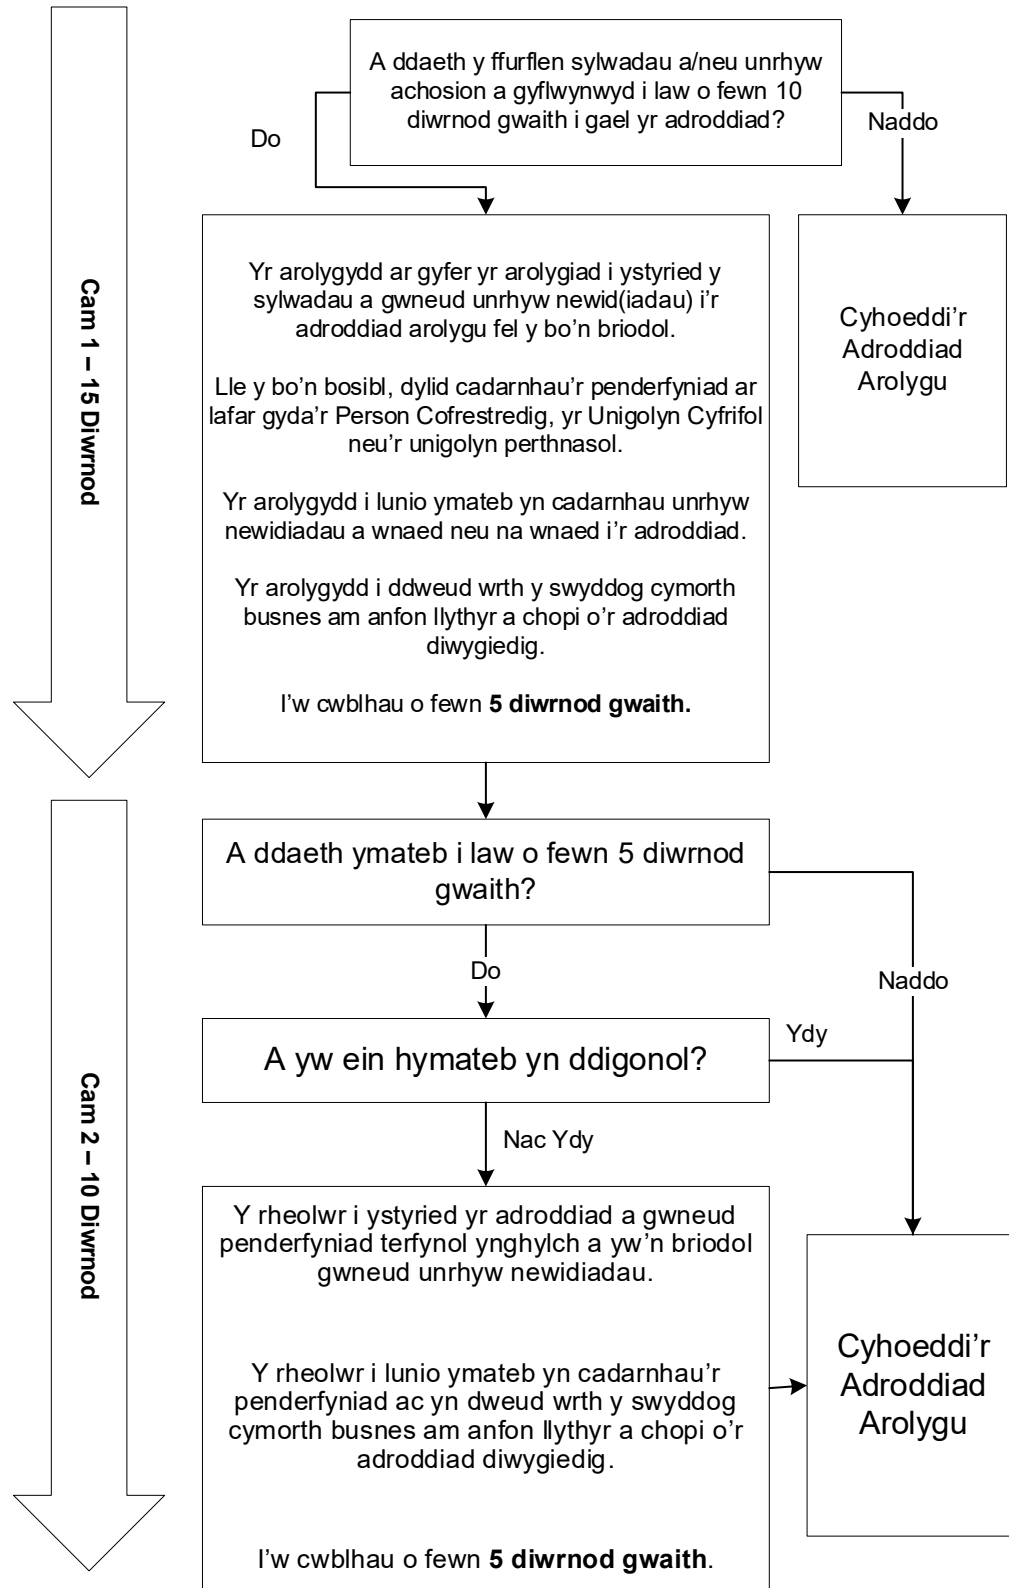 A ddaeth y ffurflen sylwadau a/neu unrhyw
achosion a gyflwynwyd i law o fewn 10
diwrnod gwaith i gael yr adroddiad?
Do
Naddo
Cam 1 – 15 Diwrnod
Yr arolygydd ar gyfer yr arolygiad i ystyried y
sylwadau a gwneud unrhyw newid(iadau) i’r
adroddiad arolygu fel y bo’n briodol.
Lle y bo’n bosibl, dylid cadarnhau’r penderfyniad ar
lafar gyda’r Person Cofrestredig, yr Unigolyn Cyfrifol
neu’r unigolyn perthnasol.
Yr arolygydd i lunio ymateb yn cadarnhau unrhyw
newidiadau a wnaed neu na wnaed i’r adroddiad.
Yr arolygydd i ddweud wrth y swyddog cymorth
busnes am anfon llythyr a chopi o’r adroddiad
diwygiedig.
I’w cwblhau o fewn 5 diwrnod gwaith.
Cyhoeddi’r
Adroddiad
Arolygu
Cam 2 – 10 Diwrnod
A ddaeth ymateb i law o fewn 5 diwrnod
gwaith?
Do
Naddo
A yw ein hymateb yn ddigonol?
Ydy
Nac Ydy
Y rheolwr i ystyried yr adroddiad a gwneud
penderfyniad terfynol ynghylch a yw’n briodol
gwneud unrhyw newidiadau.
Y rheolwr i lunio ymateb yn cadarnhau’r
penderfyniad ac yn dweud wrth y swyddog
cymorth busnes am anfon llythyr a chopi o’r
adroddiad diwygiedig.
I’w cwblhau o fewn 5 diwrnod gwaith.
Cyhoeddi’r
Adroddiad
Arolygu